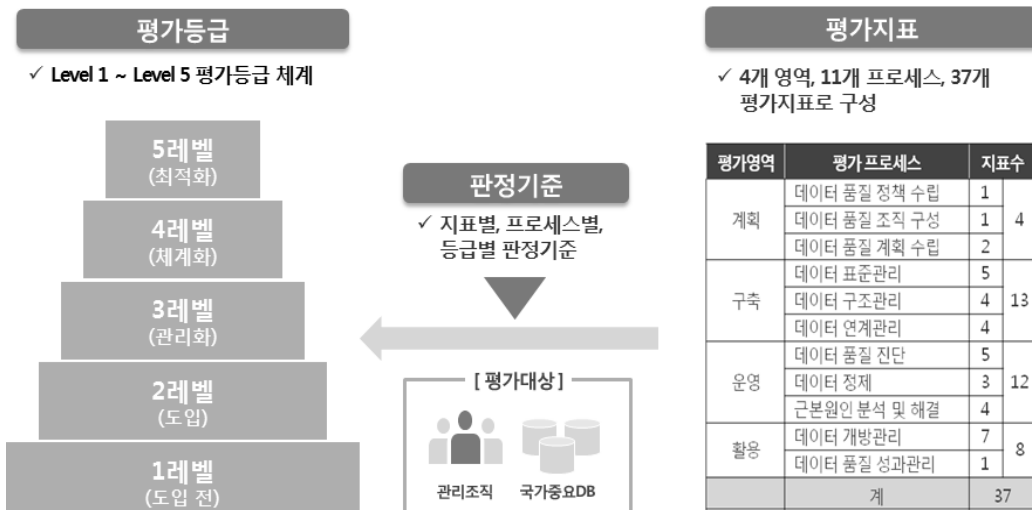 평가등급
✓ Level 1 ~ Level 5 평가등급 체계
5레벨
(최적화)
4레벨
(체계화)
3레벨
(관리화)
2레벨
(도입)
1레벨
(도입 전)
판정기준
✓ 지표별, 프로세스별,
등급별 판정기준
[ 평가대상 ]
관리조직 국가중요DB
평가지표
✓ 4개 영역, 11개 프로세스, 37개
평가지표로 구성
평가영역 평가프로세스 지표수
계획 데이터 품질 정책 수립 1 4
데이터 품질 조직 구성 1
데이터 품질 계획 수립 2
구축 데이터 표준관리 5 13
데이터 구조관리 4
데이터 연계관리 4
운영 데이터 품질 진단 5 12
데이터 정제 3
근본원인 분석 및 해결 4
활용 데이터 개방관리 7 8
데이터 품질 성과관리 1
계 37